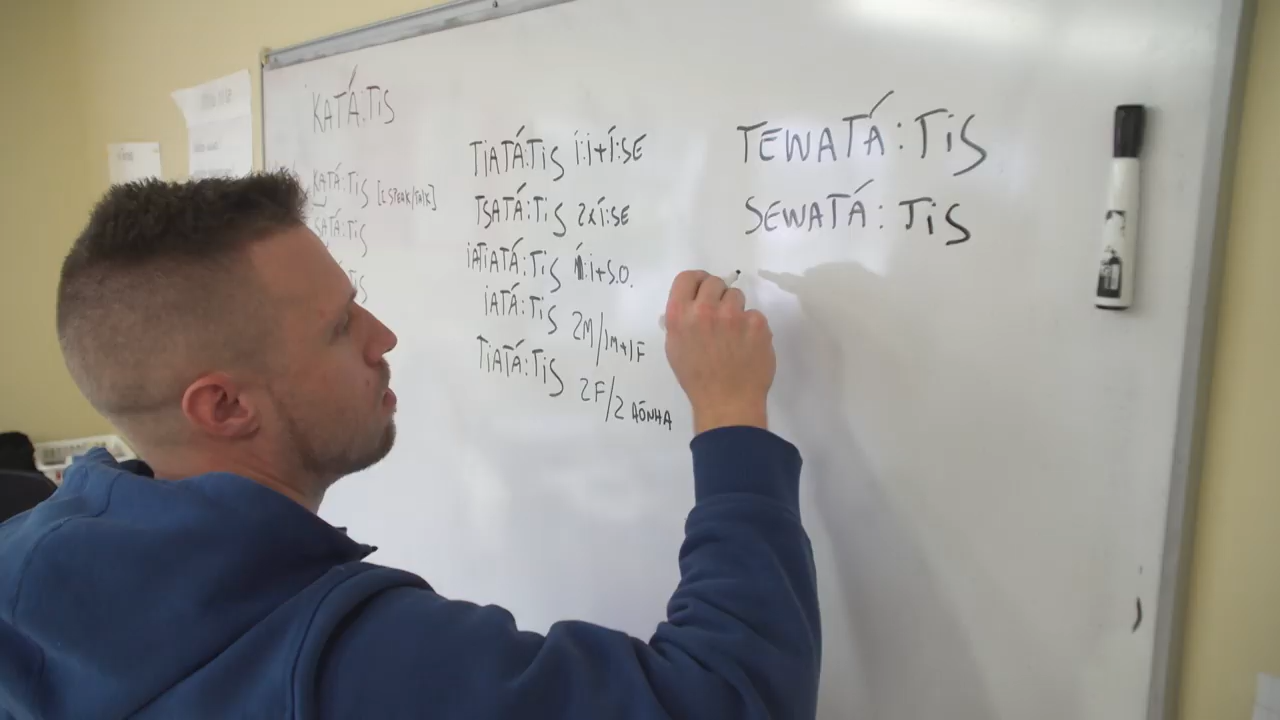 KATÁ:TIS
KATÁ:TIS [I SPEAK/TALK]
SATÁ:TIS
TIATÁ:TIS Í:I+Í:SE
TSATÁ:TIS 2XÍ:SE
IATIATÁ:TIS Í:I+S.O.
IATÁ:TIS 2M/1M+1F
TIATÁ:TIS 2F/2 AÓNHA
TEWATÁ:TIS
SEWATÁ:TIS